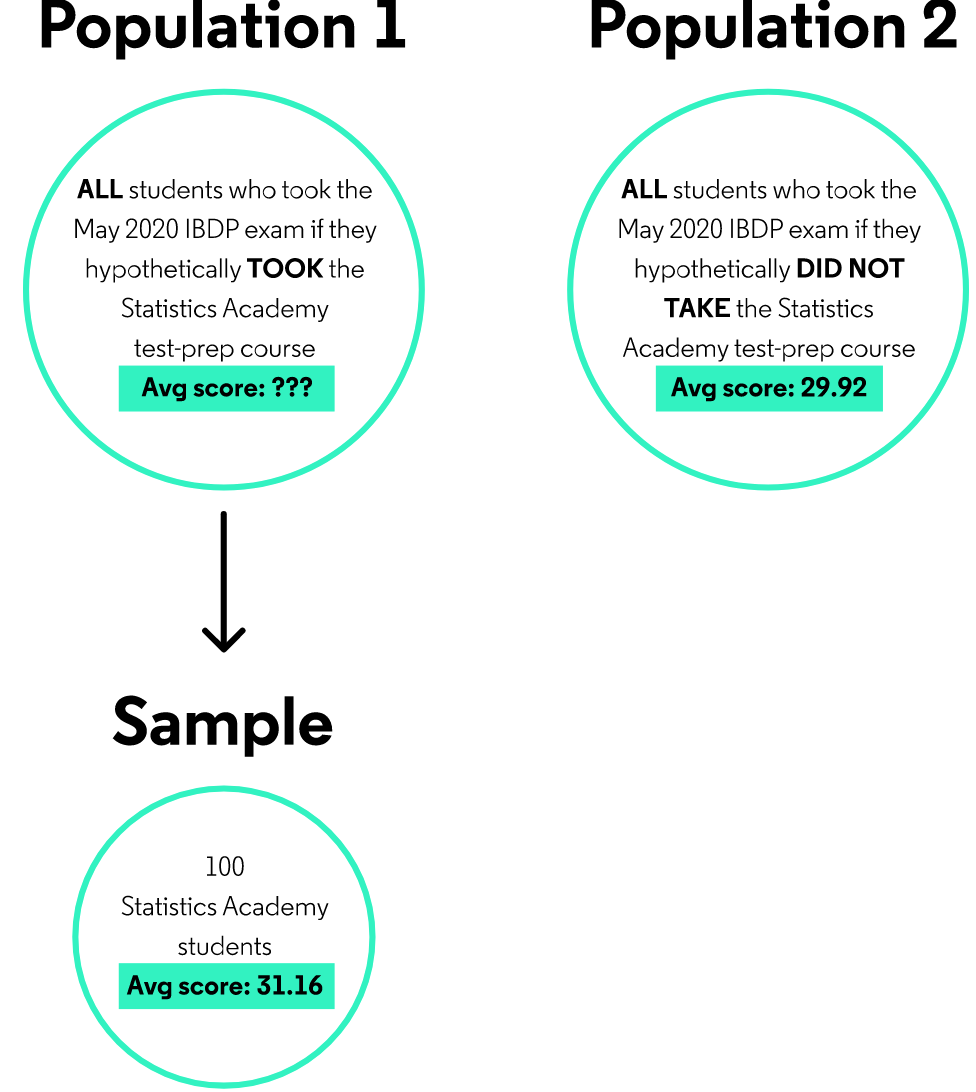 Population 1
ALL students who took the
May 2020 IBDP exam if they
hypothetically TOOK the
Statistics Academy
test-prep course
Avg score: ???
Population 2
ALL students who took the
May 2020 IBDP exam if they
hypothetically DID NOT
TAKE the Statistics
Academy test-prep course
Avg score: 29.92
Sample
100
Statistics Academy
students
Avg score: 31.16